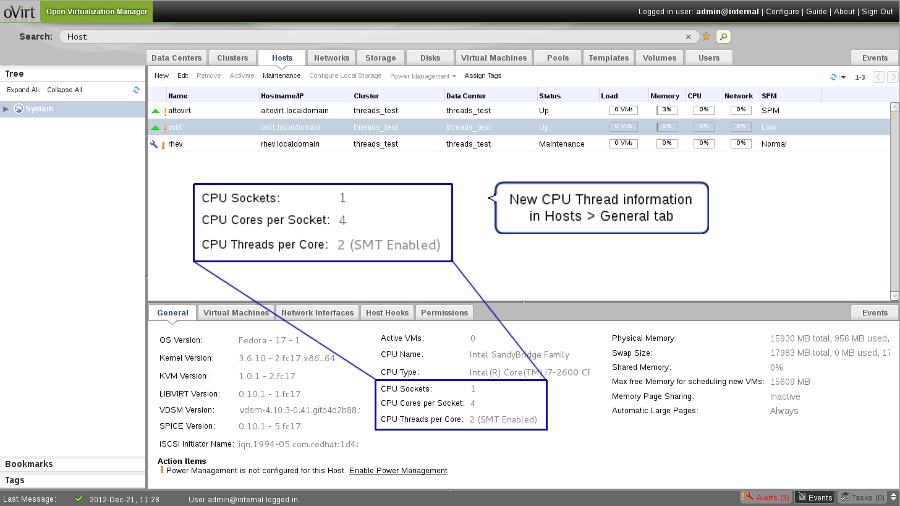 oVirt Open Virtualization Manager
Logged in user: admin@internal | Configure | Guide | About | Sign Out
Search: Host:
Data Centers Clusters Hosts Networks Storage Disks Virtual Machines Pools Templates Volumes Users Events
Tree
Expand All Collapse All
System
New Edit Remove Activate Maintenance Configure Local Storage Power Management Assign Tags 1-3
Name Hostname/IP Cluster Data Center Status Load Memory CPU Network SPM
altovirt altovirt.localdomain threads_test threads_test Up 0 VMs 3% 0% 0% SPM
ovirt ovirt.localdomain threads_test threads_test Up 0 VMs 0% 0% Low
rhev rhev.localdomain threads_test threads_test Maintenance 0 VMs 0% 0% 0% Normal
CPU Sockets: 1
CPU Cores per Socket: 4
CPU Threads per Core: 2 (SMT Enabled)
New CPU Thread information
in Hosts > General tab
General Virtual Machines Network Interfaces Host Hooks Permissions Events
OS Version: Fedora - 17 - 1
Kernel Version: 3.6.10 - 2.fc17.x86_64
KVM Version: 1.0.1 - 2.fc17
LIBVIRT Version: 0.10.1 - 1.fc17
VDSM Version: vdsm-4.10.3-0.41.gitb4d2b88.
SPICE Version: 0.10.1 - 5.fc17
iSCSI Initiator Name: iqn.1994-05.com.redhat:1d4c
Active VMs: 0
CPU Name: Intel SandyBridge Family
CPU Type: Intel(R) Core(TM) i7-2600 CP
CPU Sockets: 1
CPU Cores per Socket: 4
CPU Threads per Core: 2 (SMT Enabled)
Physical Memory: 15930 MB total, 956 MB used,
Swap Size: 17983 MB total, 0 MB used, 17
Shared Memory: 0%
Max free Memory for scheduling new VMs: 15609 MB
Memory Page Sharing: Inactive
Automatic Large Pages: Always
Action Items
Power Management is not configured for this Host. Enable Power Management
Bookmarks
Tags
Last Message: 2012-Dec-21, 11:28 User admin@internal logged in. Alerts (3) Events Tasks (0)